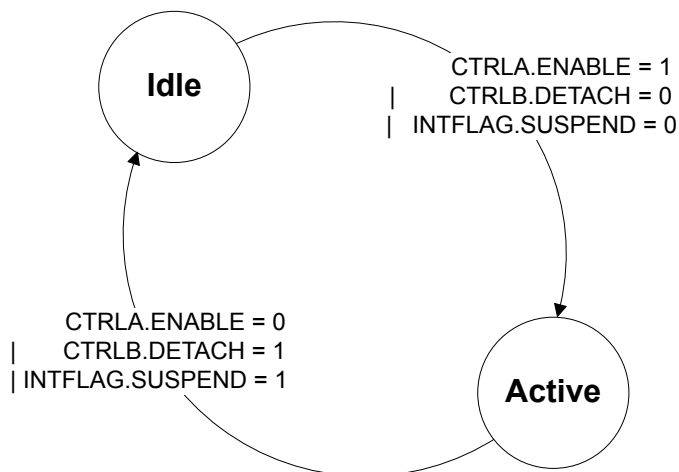 Idle
CTRLA.ENABLE = 1
| CTRLB.DETACH = 0
| INTFLAG.SUSPEND = 0
CTRLA.ENABLE = 0
| CTRLB.DETACH = 1
| INTFLAG.SUSPEND = 1
Active